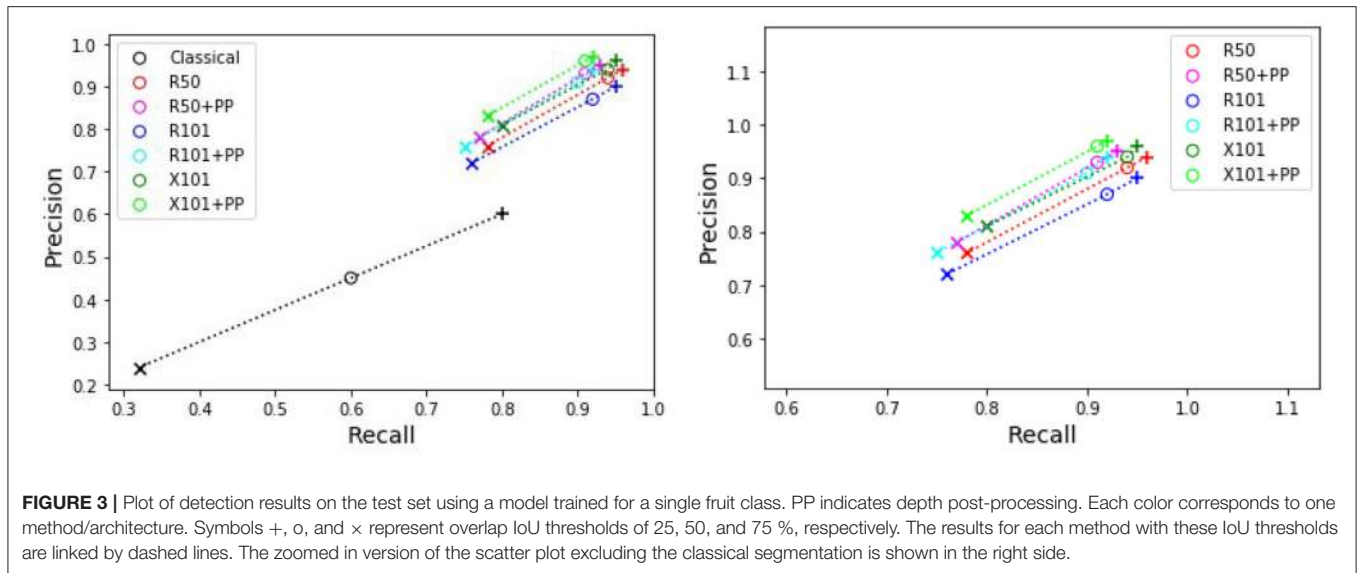 1.0
0.9
0.8
0.7
0.6
0.5
0.4
0.3
0.2
Precision
Classical
R50
R50+PP
R101
R101+PP
X101
X101+PP
0.3 0.4 0.5 0.6 0.7 0.8 0.9 1.0
Recall
1.1
1.0
0.9
0.8
0.7
0.6
Precision
R50
R50+PP
R101
R101+PP
X101
X101+PP
0.6 0.7 0.8 0.9 1.0 1.1
Recall
FIGURE 3 | Plot of detection results on the test set using a model trained for a single fruit class. PP indicates depth post-processing. Each color corresponds to one
method/architecture. Symbols +, o, and × represent overlap IoU thresholds of 25, 50, and 75 %, respectively. The results for each method with these IoU thresholds
are linked by dashed lines. The zoomed in version of the scatter plot excluding the classical segmentation is shown in the right side.